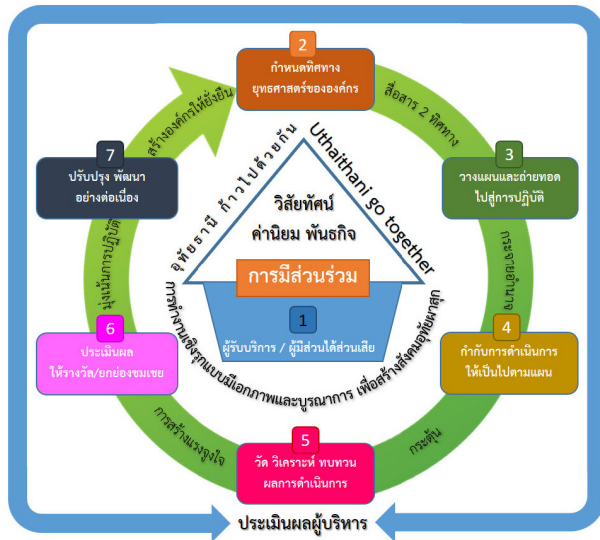 2
กำหนดทิศทาง
ยุทธศาสตร์ขององค์กร
สื่อสาร 2 ทิศทาง
3
วางแผนและถ่ายทอด
ไปสู่การปฏิบัติ
กระจายอำนาจ
4
กำกับการดำเนินการ
ให้เป็นไปตามแผน
กระตุ้น
5
วัด วิเคราะห์ ทบทวน
ผลการดำเนินการ
การสร้างแรงจูงใจ
6
ประเมินผล
ให้รางวัล/ยกย่องชมเชย
มุ่งเน้นการปฏิบัติ
7
ปรับปรุง พัฒนา
อย่างต่อเนื่อง
สร้างองค์กรให้ยั่งยืน
อุทัยธานี ก้าวไปด้วยกัน
Uthaithani go together
วิสัยทัศน์
ค่านิยม พันธกิจ
การมีส่วนร่วม
1
ผู้รับบริการ / ผู้มีส่วนได้ส่วนเสีย
การทำงานเชิงรุกแบบมีเอกภาพและบูรณาการ เพื่อสร้างสังคมอุทัยผาสุก
ประเมินผลผู้บริหาร